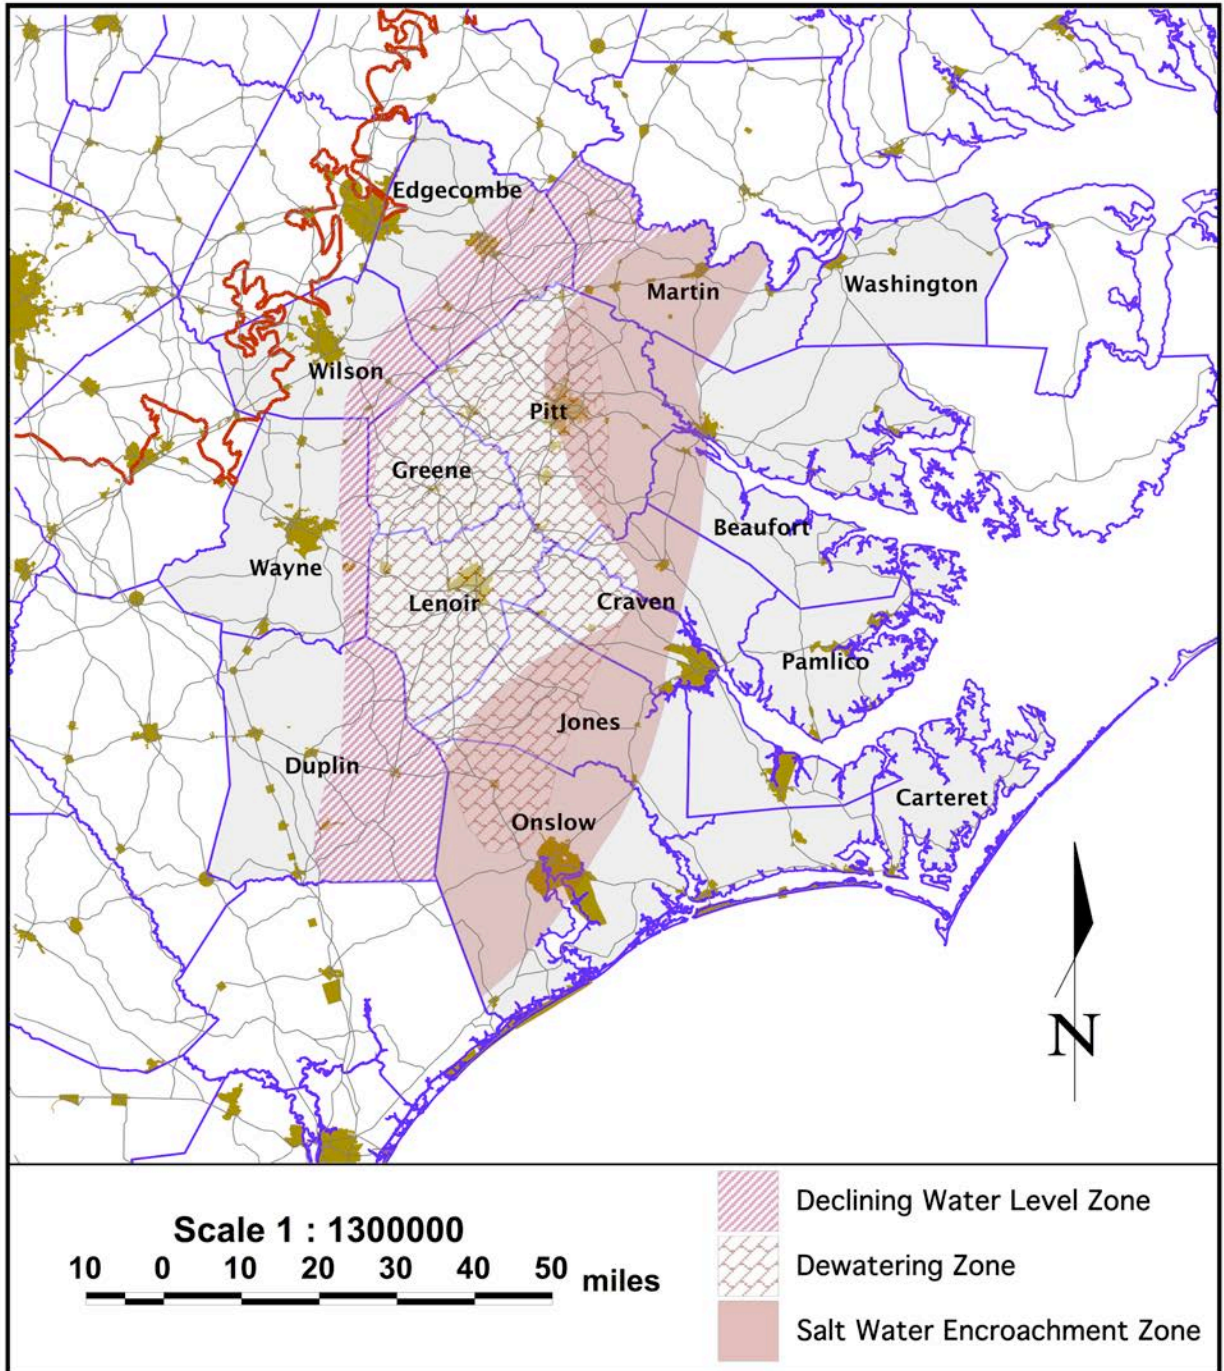 Edgecombe
Washington
Martin
Wilson
Pitt
Greene
Beaufort
Wayne
Lenoir
Craven
Pamlico
Jones
Duplin
Carteret
Onslow
N
Scale 1 : 1300000
10 0 10 20 30 40 50 miles
Declining Water Level Zone
Dewatering Zone
Salt Water Encroachment Zone